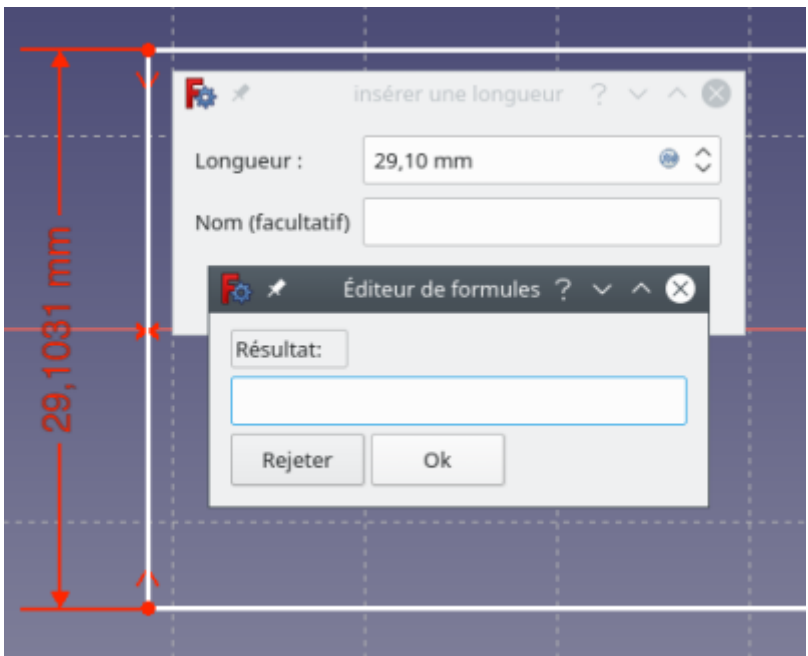 insérer une longueur
Longueur :
29,10 mm
Nom (facultatif)
Éditeur de formules
Résultat:
Rejeter
Ok
29,1031 mm